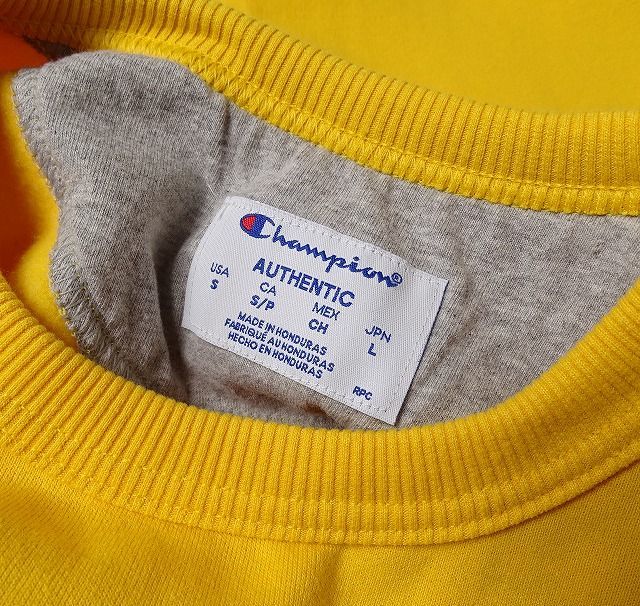 Champion®
AUTHENTIC
USA CA MEX JPN
S S/P CH L
MADE IN HONDURAS
FABRIQUÉ AU HONDURAS
HECHO EN HONDURAS
RPC